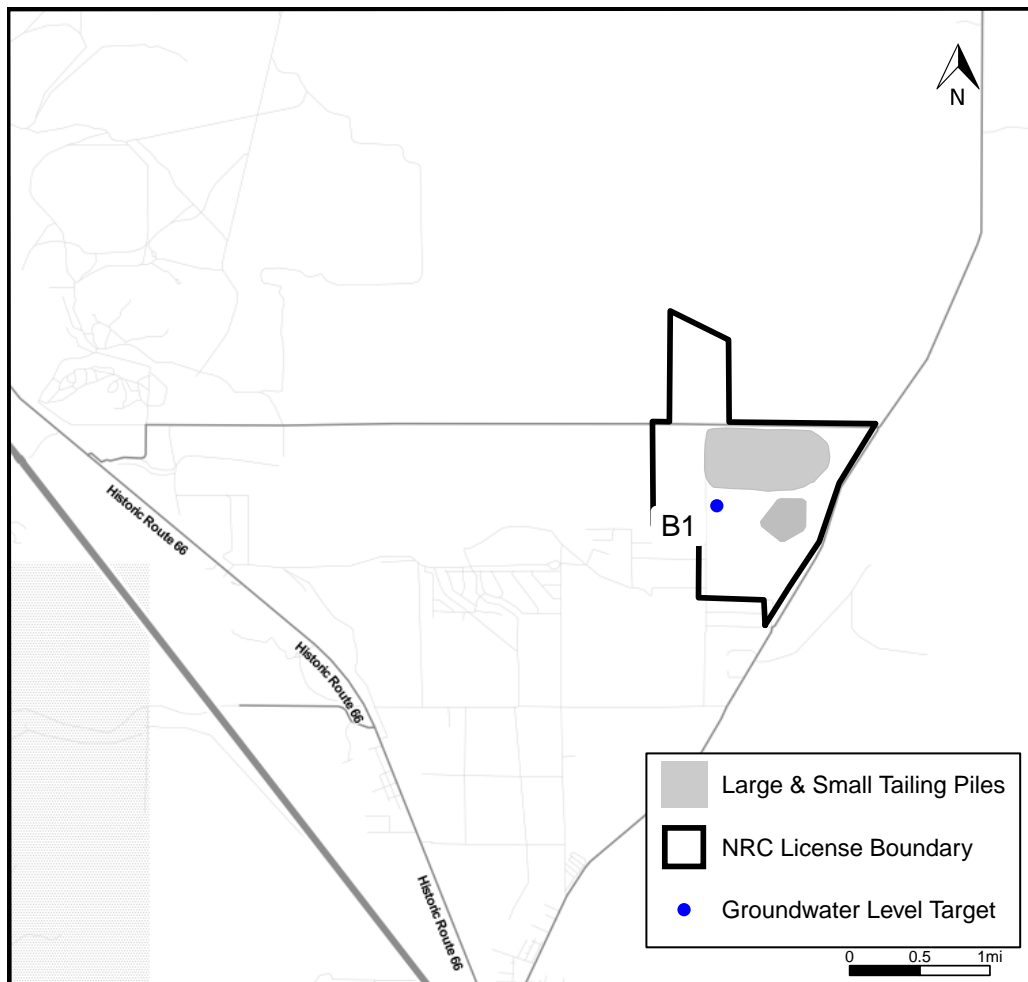 N
B1
Historic Route 66
Historic Route 66
Historic Route 66
Large & Small Tailing Piles
NRC License Boundary
Groundwater Level Target
0 0.5 1mi